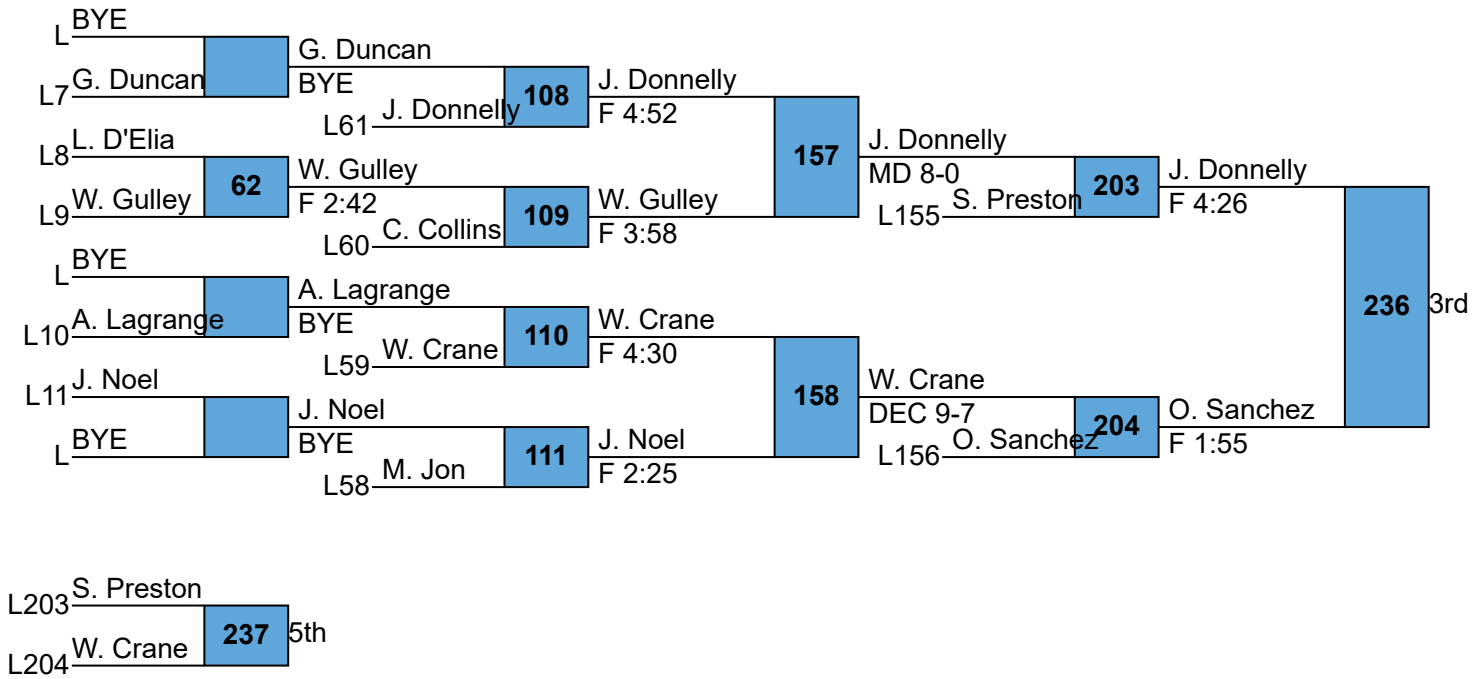 BYE
L
G. Duncan
BYE
G. Duncan
L7
108
J. Donnelly
L61
J. Donnelly
F 4:52
L. D'Elia
L8
62
W. Gulley
F 2:42
W. Gulley
L9
109
C. Collins
L60
W. Gulley
F 3:58
157
J. Donnelly
MD 8-0
203
S. Preston
L155
J. Donnelly
F 4:26
BYE
L
A. Lagrange
BYE
A. Lagrange
L10
110
W. Crane
L59
W. Crane
F 4:30
J. Noel
L11
J. Noel
BYE
BYE
L
111
M. Jon
L58
J. Noel
F 2:25
158
W. Crane
DEC 9-7
204
O. Sanchez
L156
O. Sanchez
F 1:55
236
3rd
S. Preston
L203
237
5th
W. Crane
L204